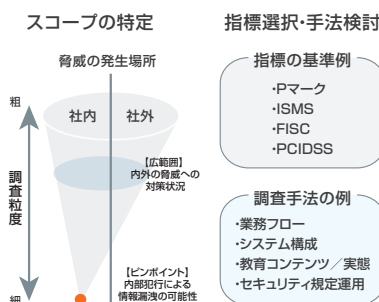 スコープの特定
指標選択・手法検討
脅威の発生場所
粗
社内
社外
調査粒度
【広範囲】
内外の脅威への
対策状況
【ピンポイント】
内部犯行による
情報漏洩の可能性
細
指標の基準例
・Pマーク
・ISMS
・FISC
・PCIDSS
調査手法の例
・業務フロー
・システム構成
・教育コンテンツ／実態
・セキュリティ規定運用